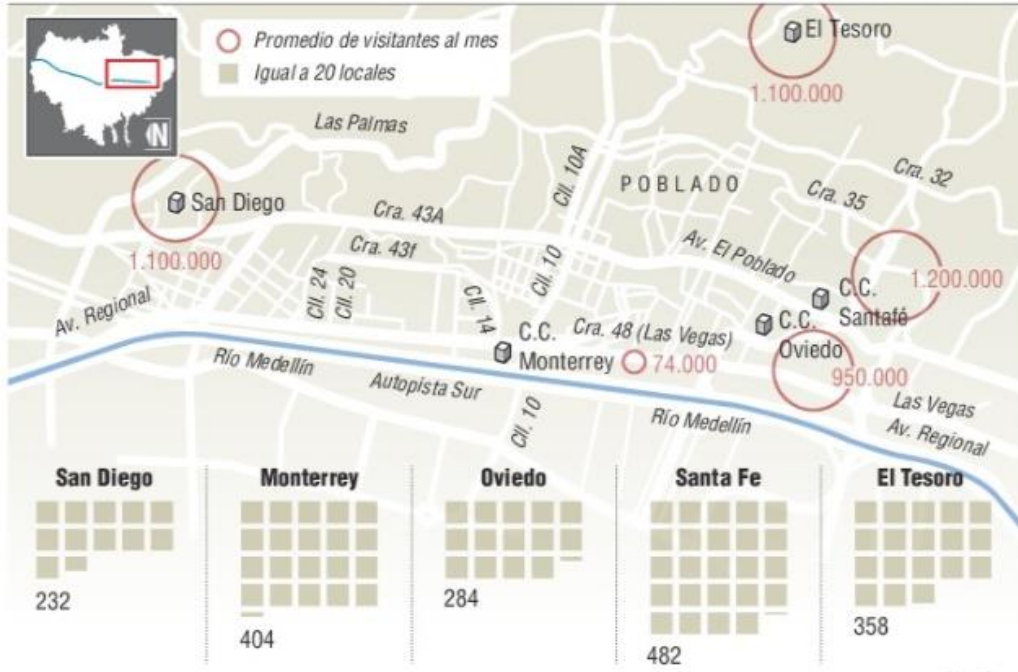 Promedio de visitantes al mes
Igual a 20 locales
N
El Tesoro
1.100.000
Las Palmas
San Diego
1.100.000
Cll. 10A
POBLADO
Cra. 32
Cra. 35
Cra. 43A
Cra. 43f
Av. El Poblado
Cll. 24
Cll. 20
Cll. 14
Cll. 10
1.200.000
C.C.
Santafé
C.C.
Oviedo
950.000
Av. Regional
Cra. 48 (Las Vegas)
C.C.
Monterrey
74.000
Río Medellín
Autopista Sur
Cll. 10
Río Medellín
Las Vegas
Av. Regional
San Diego
232
Monterrey
404
Oviedo
284
Santa Fe
482
El Tesoro
358